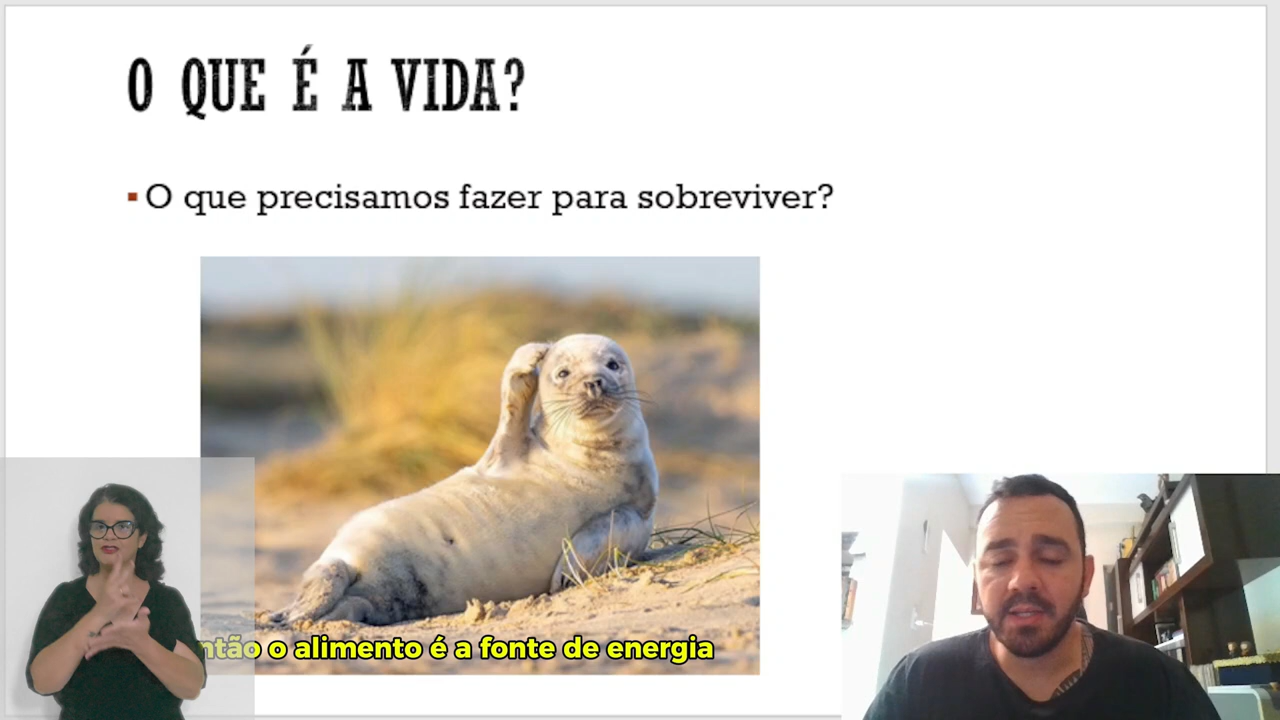 O QUE É A VIDA?
▪ O que precisamos fazer para sobreviver?
ntão o alimento é a fonte de energia